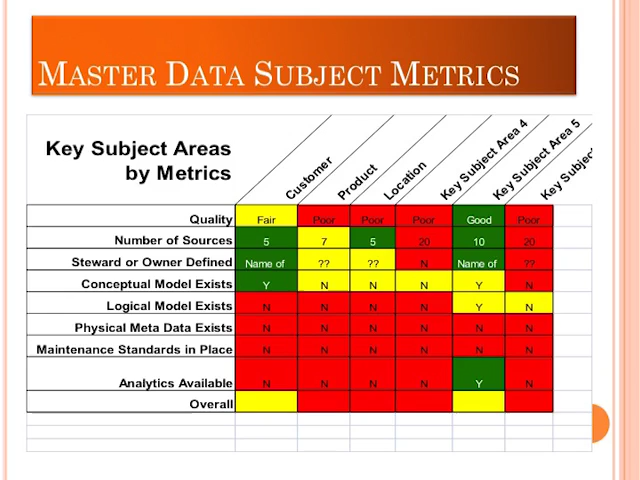 MASTER DATA SUBJECT METRICS
Key Subject Areas
by Metrics
Customer
Product
Location
Key Subject Area 4
Key Subject Area 5
Key Subject
Quality Fair Poor Poor Poor Good Poor
Number of Sources 5 7 5 20 10 20
Steward or Owner Defined Name of ?? ?? N Name of ??
Conceptual Model Exists Y N N N Y N
Logical Model Exists N N N N Y N
Physical Meta Data Exists N N N N N N
Maintenance Standards in Place N N N N N N
Analytics Available N N N N Y N
Overall